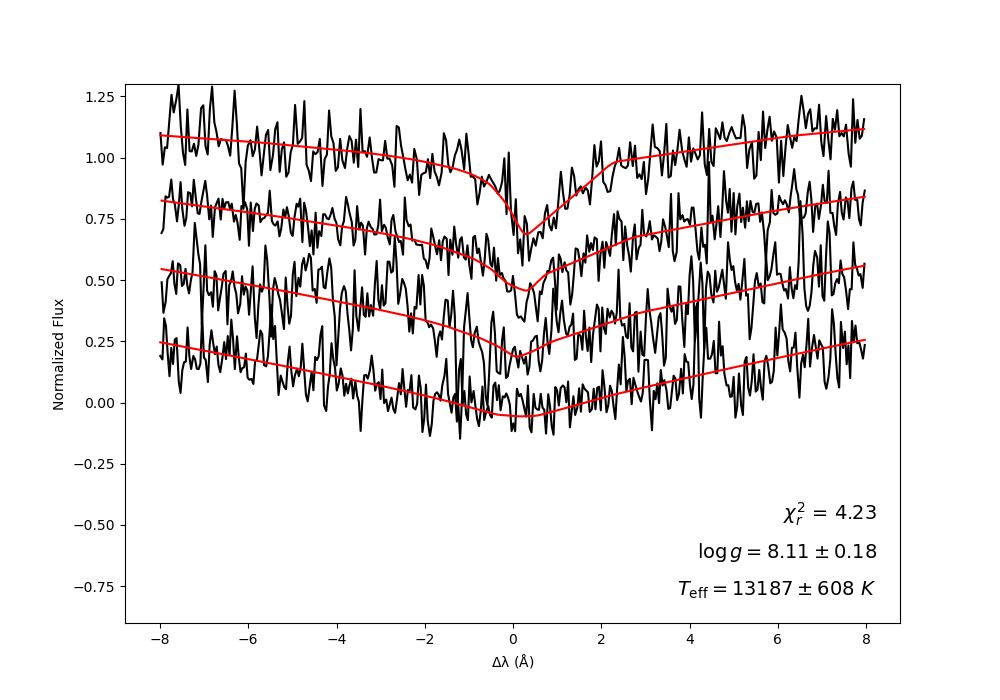 Normalized Flux
1.25
1.00
0.75
0.50
0.25
0.00
−0.25
−0.50
−0.75
χ²ᵣ = 4.23
log g = 8.11 ± 0.18
T_eff = 13187 ± 608 K
−8 −6 −4 −2 0 2 4 6 8
Δλ (Å)